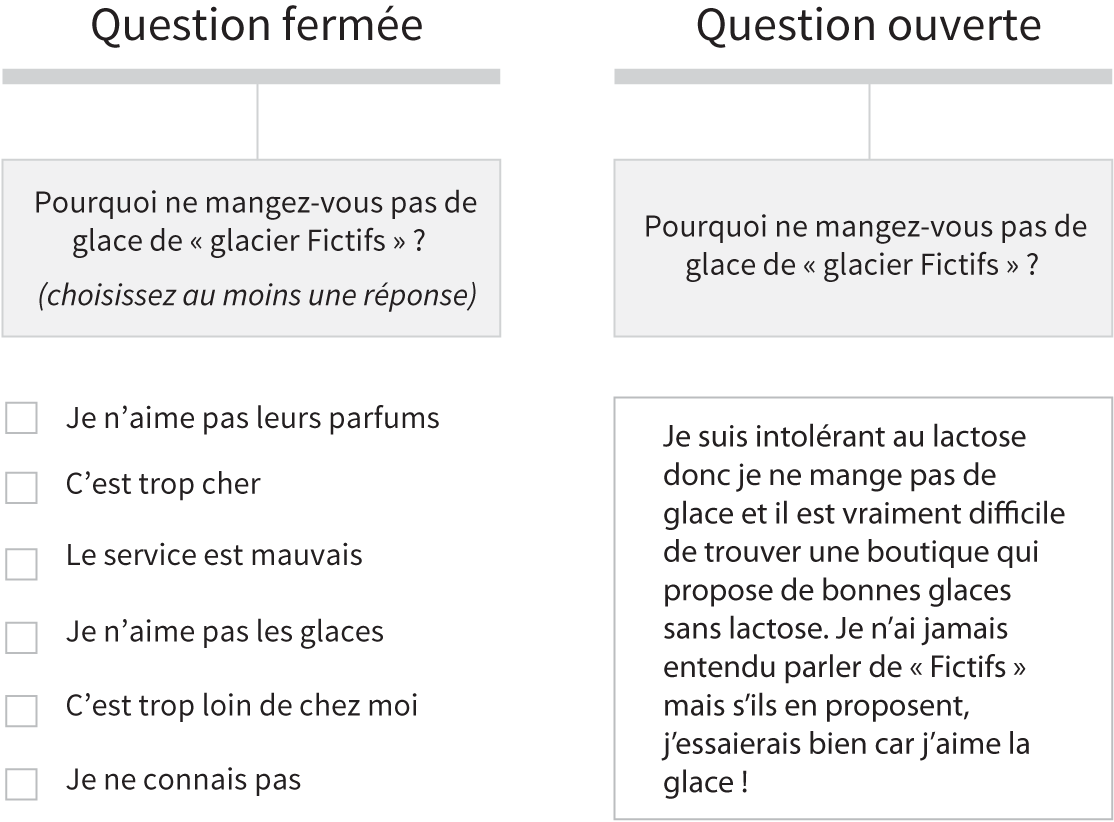 Question fermée
Pourquoi ne mangez-vous pas de
glace de « glacier Fictifs » ?
(choisissez au moins une réponse)
Je n’aime pas leurs parfums
C’est trop cher
Le service est mauvais
Je n’aime pas les glaces
C’est trop loin de chez moi
Je ne connais pas
Question ouverte
Pourquoi ne mangez-vous pas de
glace de « glacier Fictifs » ?
Je suis intolérant au lactose
donc je ne mange pas de
glace et il est vraiment difficile
de trouver une boutique qui
propose de bonnes glaces
sans lactose. Je n’ai jamais
entendu parler de « Fictifs »
mais s’ils en proposent,
j’essaierais bien car j’aime la
glace !